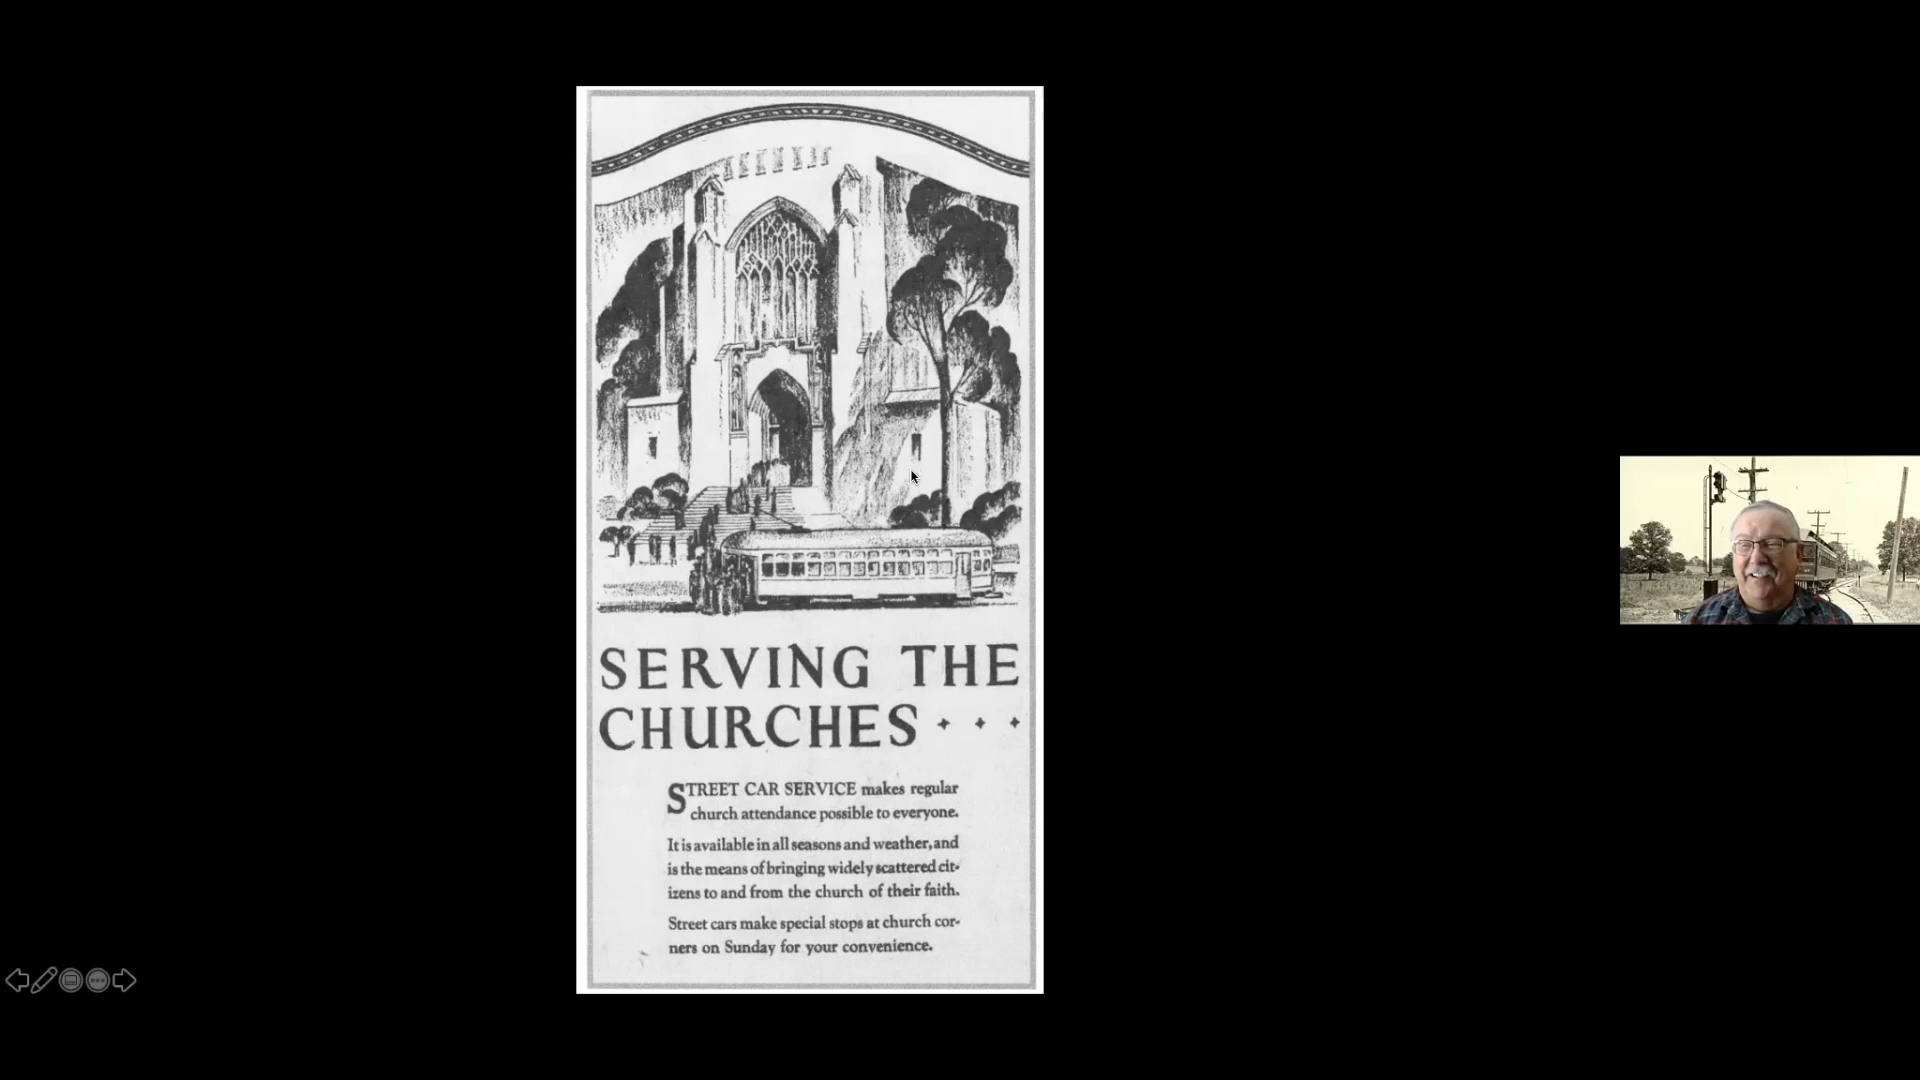 SERVING THE
CHURCHES
STREET CAR SERVICE makes regular
church attendance possible to everyone.
It is available in all seasons and weather, and
is the means of bringing widely scattered cit-
izens to and from the church of their faith.
Street cars make special stops at church cor-
ners on Sunday for your convenience.